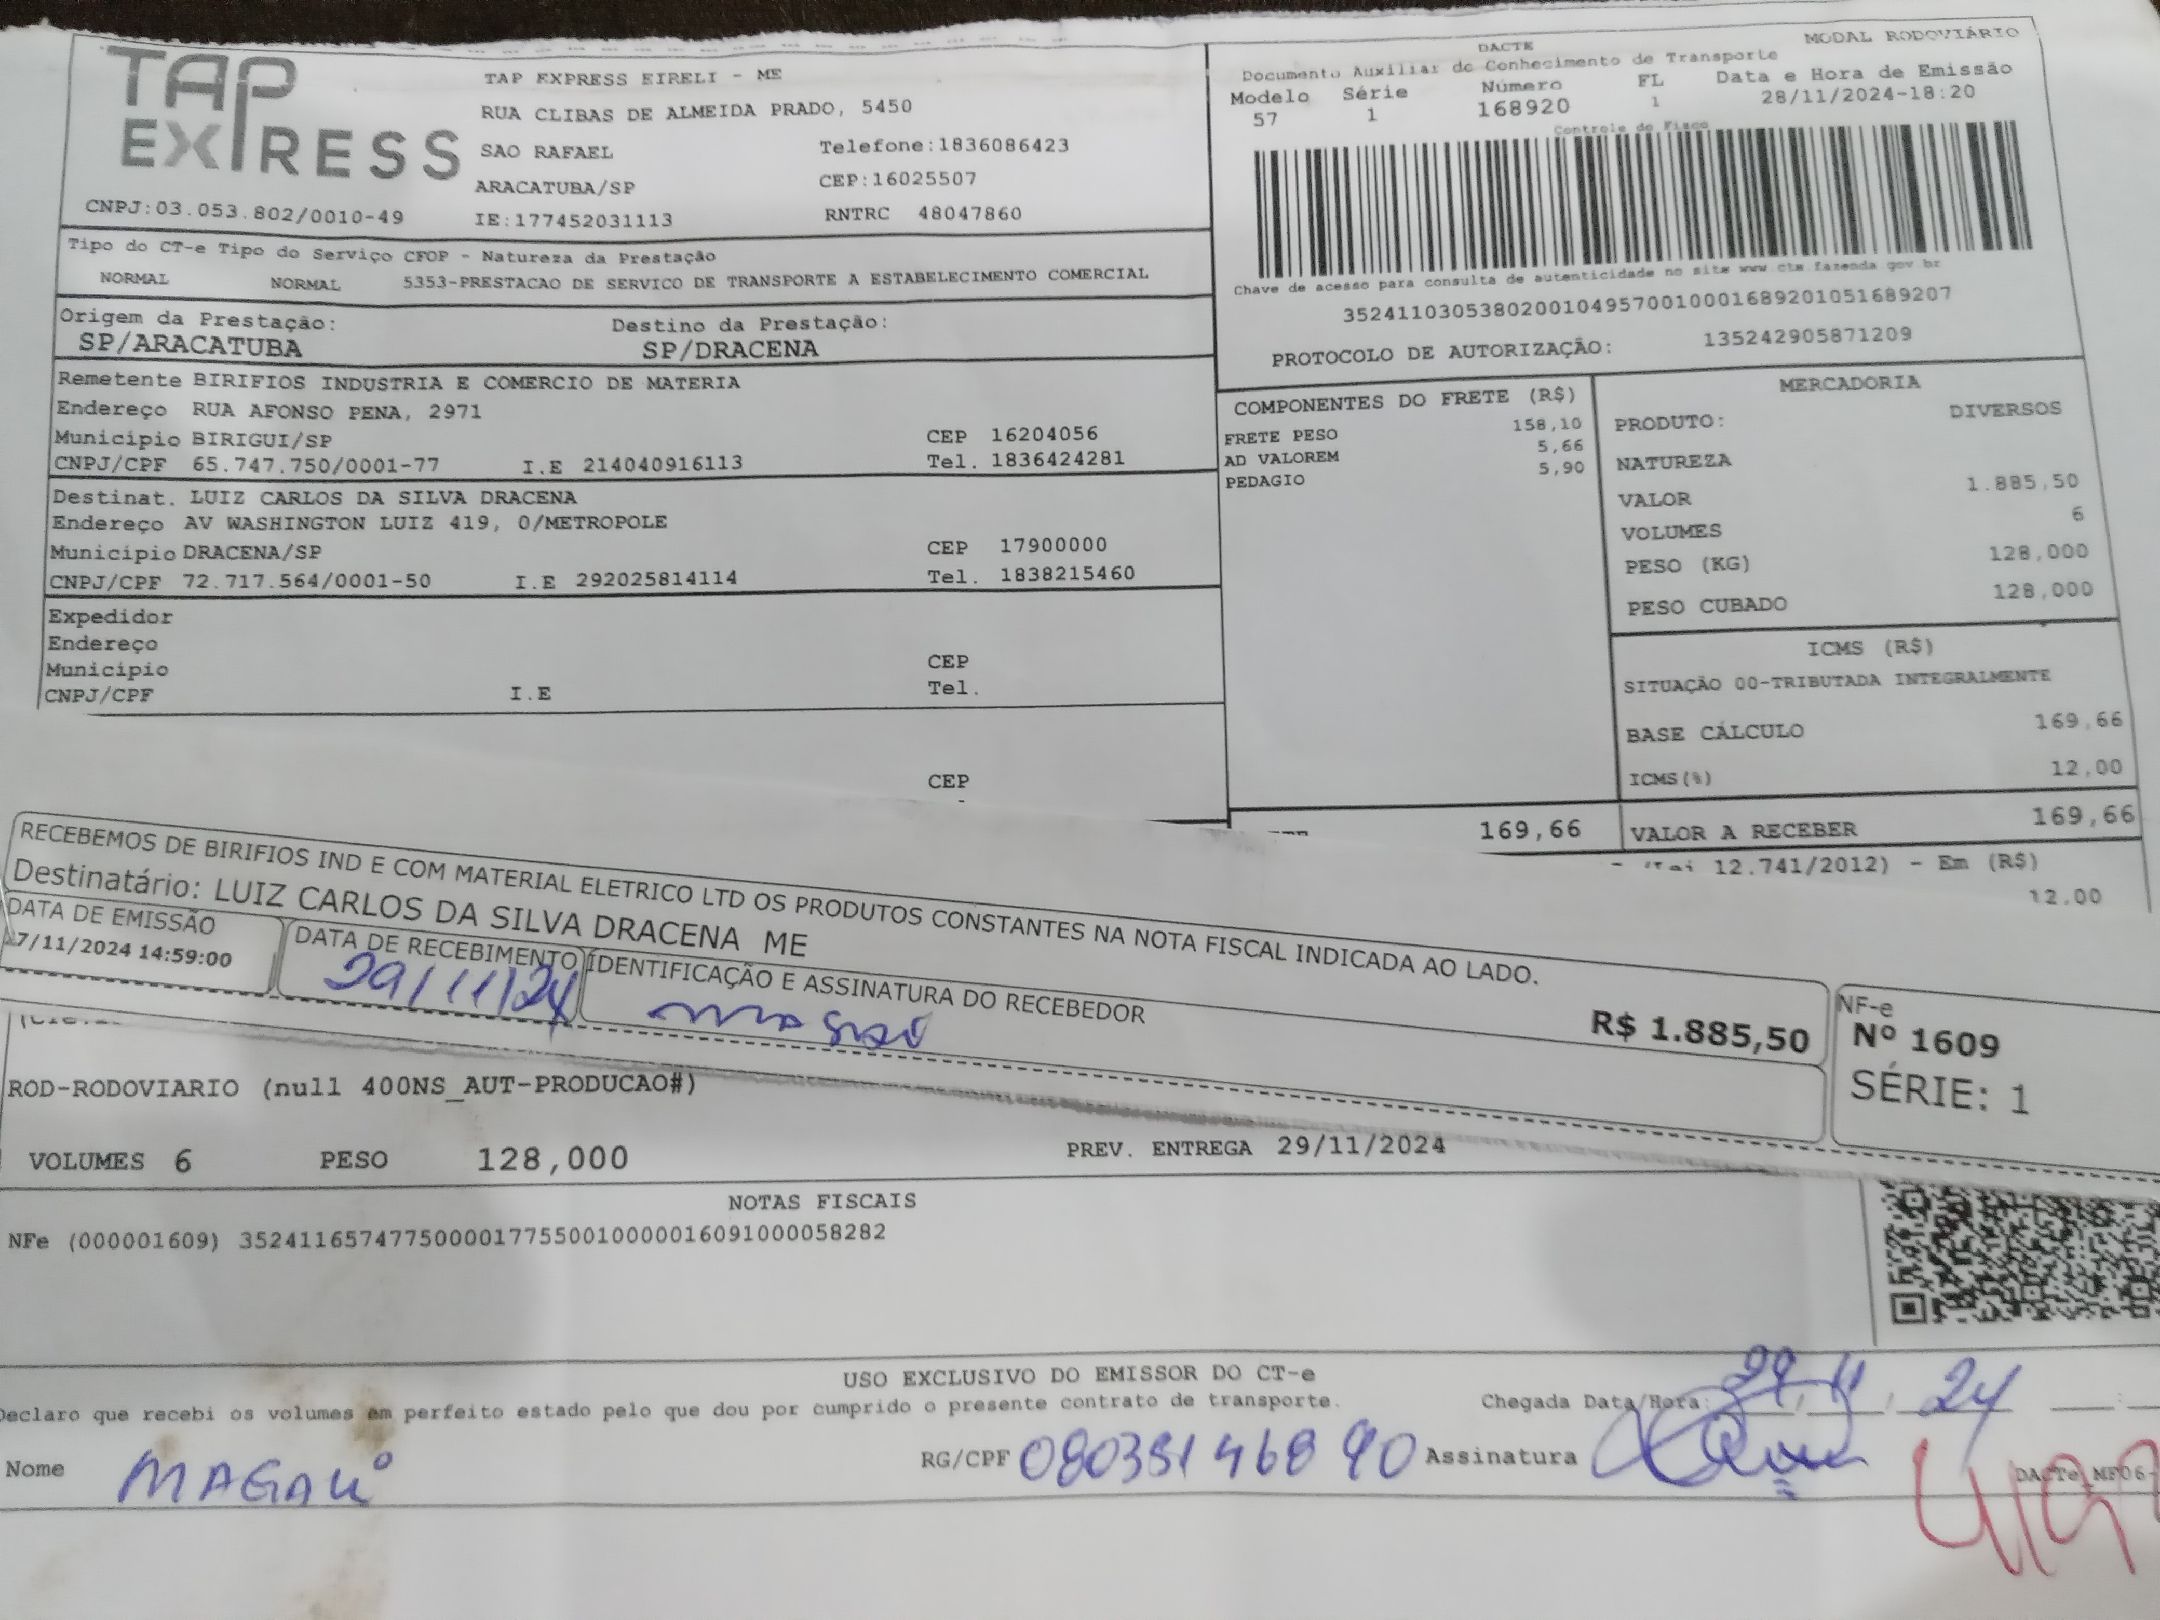 TAP EXPRESS
TAP EXPRESS EIRELI - ME
RUA CLIBAS DE ALMEIDA PRADO, 5450
SAO RAFAEL Telefone:1836086423
ARACATUBA/SP CEP:16025507
CNPJ:03.053.802/0010-49 IE:177452031113 RNTRC 48047860
DACTE MODAL RODOVIÁRIO
Documento Auxiliar do Conhecimento de Transporte
Modelo Série Número FL Data e Hora de Emissão
57 1 168920 1 28/11/2024-18:20
Controle do Fisco
Chave de acesso para consulta de autenticidade no site www.cte.fazenda.gov.br
35241103053802001049570010001689201051689207
PROTOCOLO DE AUTORIZAÇÃO: 135242905871209
Tipo do CT-e Tipo do Serviço CFOP - Natureza da Prestação
NORMAL NORMAL 5353-PRESTACAO DE SERVICO DE TRANSPORTE A ESTABELECIMENTO COMERCIAL
Origem da Prestação: Destino da Prestação:
SP/ARACATUBA SP/DRACENA
Remetente BIRIFIOS INDUSTRIA E COMERCIO DE MATERIA
Endereço RUA AFONSO PENA, 2971
Município BIRIGUI/SP CEP 16204056
CNPJ/CPF 65.747.750/0001-77 I.E 214040916113 Tel. 1836424281
Destinat. LUIZ CARLOS DA SILVA DRACENA
Endereço AV WASHINGTON LUIZ 419, 0/METROPOLE
Município DRACENA/SP CEP 17900000
CNPJ/CPF 72.717.564/0001-50 I.E 292025814114 Tel. 1838215460
Expedidor
Endereço
Município CEP
CNPJ/CPF I.E Tel.
CEP
COMPONENTES DO FRETE (R$)
FRETE PESO 158,10
AD VALOREM 5,66
PEDAGIO 5,90
169,66
MERCADORIA
PRODUTO: DIVERSOS
NATUREZA
VALOR 1.885,50
VOLUMES 6
PESO (KG) 128,000
PESO CUBADO 128,000
ICMS (R$)
SITUAÇÃO 00-TRIBUTADA INTEGRALMENTE
BASE CÁLCULO 169,66
ICMS(%) 12,00
VALOR A RECEBER 169,66
12.741/2012) - Em (R$)
12.00
RECEBEMOS DE BIRIFIOS IND E COM MATERIAL ELETRICO LTD OS PRODUTOS CONSTANTES NA NOTA FISCAL INDICADA AO LADO.
Destinatário: LUIZ CARLOS DA SILVA DRACENA ME
DATA DE EMISSÃO DATA DE RECEBIMENTO IDENTIFICAÇÃO E ASSINATURA DO RECEBEDOR
7/11/2024 14:59:00 29/11/24
R$ 1.885,50
NF-e
Nº 1609
SÉRIE: 1
ROD-RODOVIARIO (null 400NS_AUT-PRODUCAO#)
VOLUMES 6 PESO 128,000 PREV. ENTREGA 29/11/2024
NOTAS FISCAIS
NFe (000001609) 35241165747750000177550010000016091000058282
USO EXCLUSIVO DO EMISSOR DO CT-e
Declaro que recebi os volumes em perfeito estado pelo que dou por cumprido o presente contrato de transporte. Chegada Data/Hora: 29/11/24
Nome RG/CPF Assinatura
DACTe MF06-